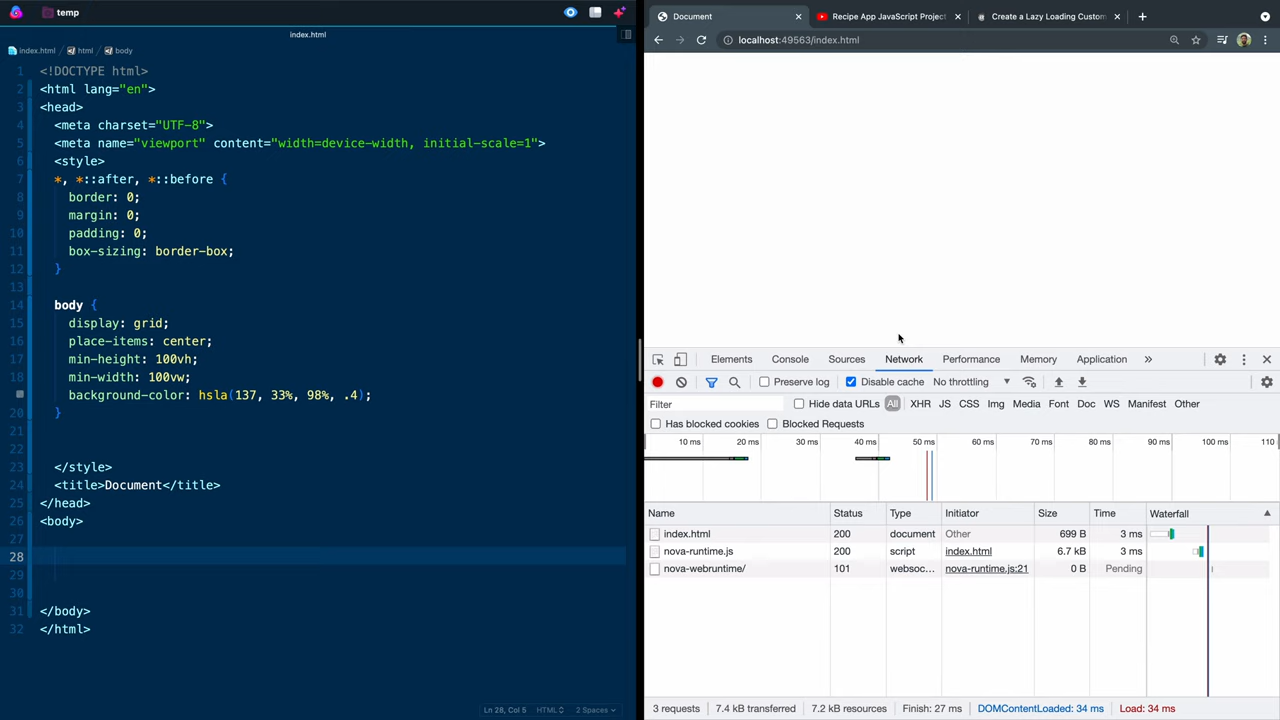 temp
index.html
index.html html body
1 <!DOCTYPE html>
2 <html lang="en">
3 <head>
4 <meta charset="UTF-8">
5 <meta name="viewport" content="width=device-width, initial-scale=1">
6 <style>
7 *, *::after, *::before {
8 border: 0;
9 margin: 0;
10 padding: 0;
11 box-sizing: border-box;
12 }
13
14 body {
15 display: grid;
16 place-items: center;
17 min-height: 100vh;
18 min-width: 100vw;
background-color: hsla(137, 33%, 98%, .4);
20 }
21
22
23 </style>
24 <title>Document</title>
25 </head>
26 <body>
27
28
29
30
31 </body>
32 </html>
Ln 28, Col 5 HTML 2 Spaces
Document Recipe App JavaScript Project Create a Lazy Loading Custom
localhost:49563/index.html
Elements Console Sources Network Performance Memory Application »
Preserve log Disable cache No throttling
Filter Hide data URLs All XHR JS CSS Img Media Font Doc WS Manifest Other
Has blocked cookies Blocked Requests
10 ms 20 ms 30 ms 40 ms 50 ms 60 ms 70 ms 80 ms 90 ms 100 ms 110
Name Status Type Initiator Size Time Waterfall
index.html 200 document Other 699 B 3 ms
nova-runtime.js 200 script index.html 6.7 kB 3 ms
nova-webruntime/ 101 websoc... nova-runtime.js:21 0 B Pending
3 requests 7.4 kB transferred 7.2 kB resources Finish: 27 ms DOMContentLoaded: 34 ms Load: 34 ms